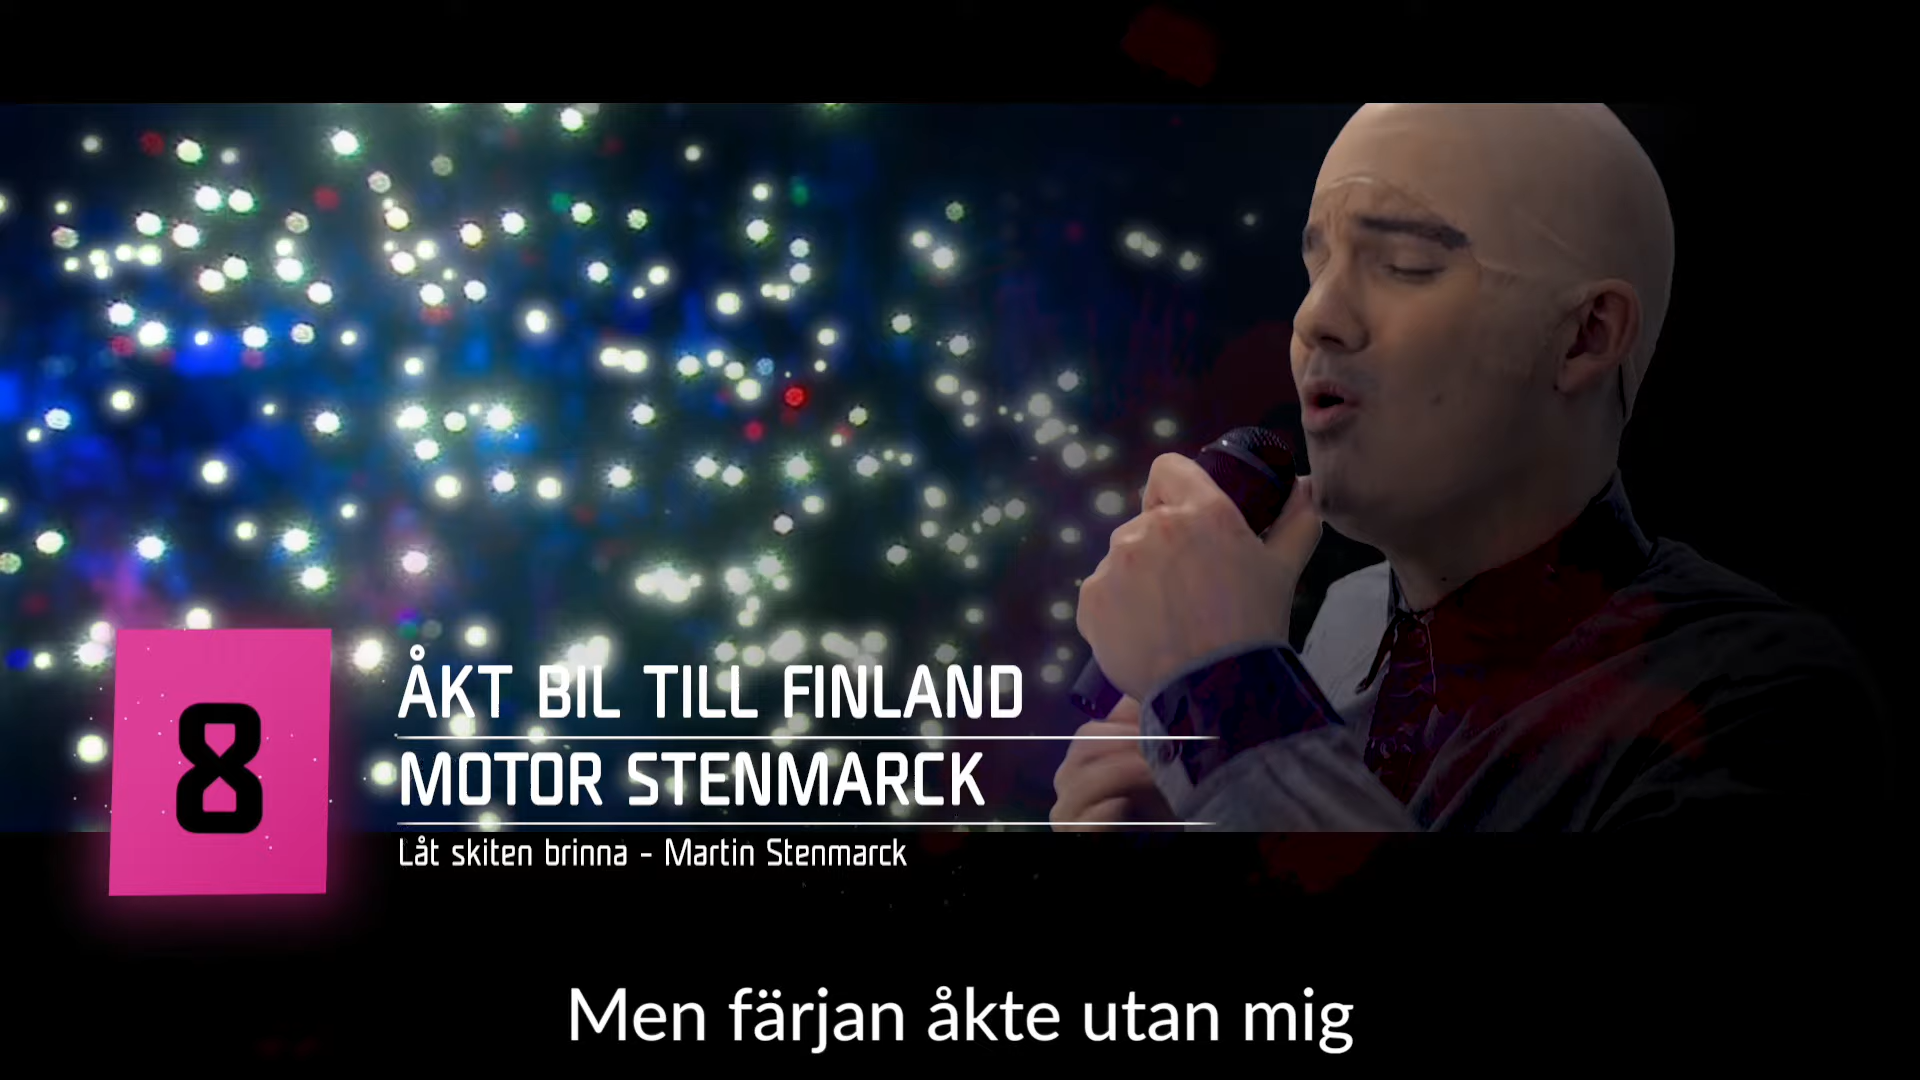 8
ÅKT BIL TILL FINLAND
MOTOR STENMARCK
Låt skiten brinna - Martin Stenmarck
Men färjan åkte utan mig